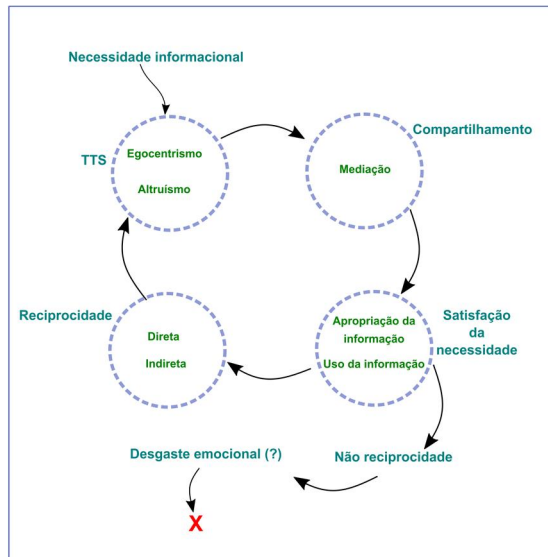 Necessidade informacional
TTS
Egocentrismo
Altruísmo
Compartilhamento
Mediação
Satisfação
da
necessidade
Apropriação da
informação
Uso da informação
Reciprocidade
Direta
Indireta
Não reciprocidade
Desgaste emocional (?)
X